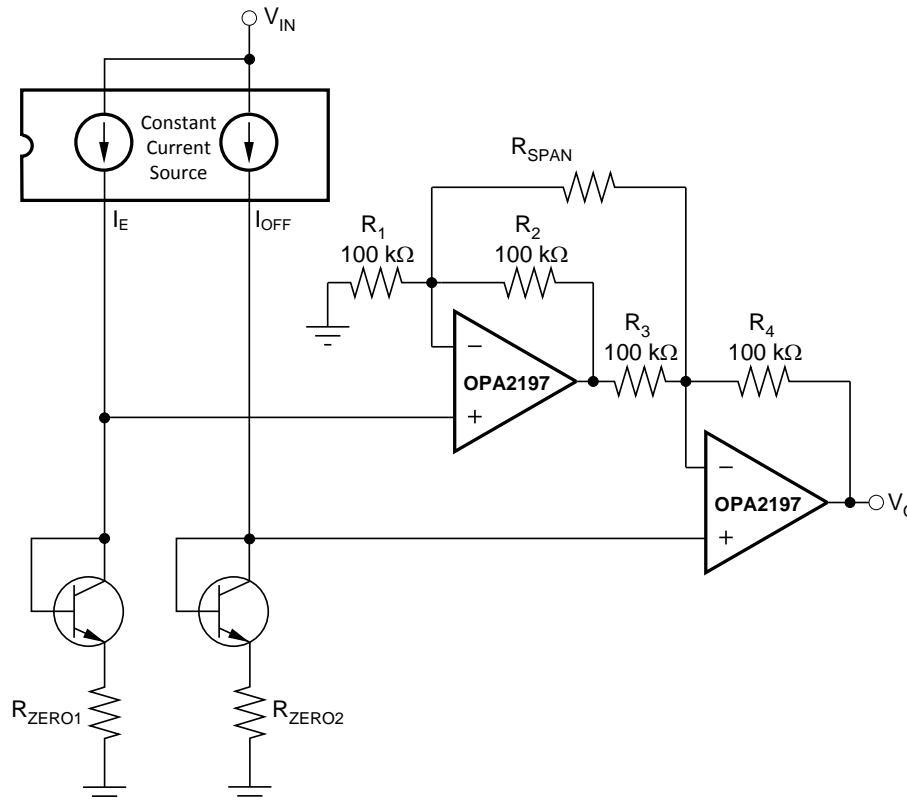 V_IN
Constant
Current
Source
I_E
I_OFF
R_SPAN
R_1
100 kΩ
R_2
100 kΩ
R_3
100 kΩ
R_4
100 kΩ
−
OPA2197
+
−
OPA2197
+
R_ZERO1
R_ZERO2